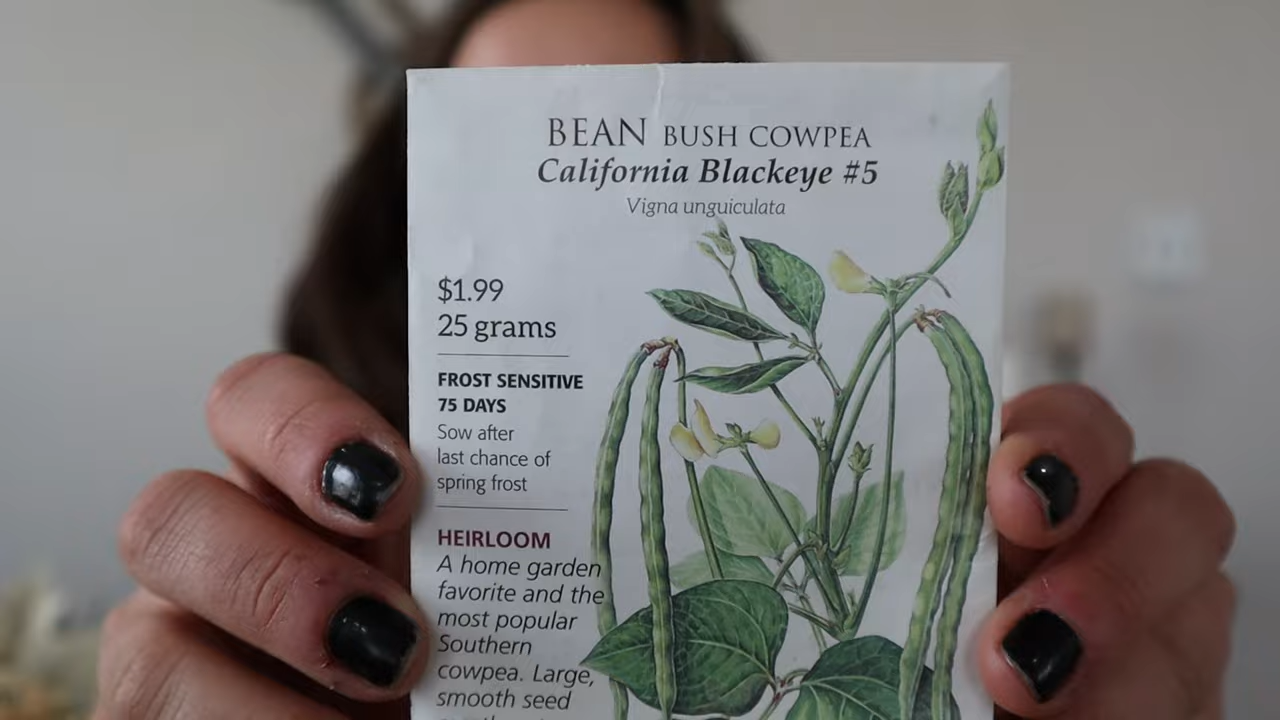 BEAN BUSH COWPEA
California Blackeye #5
Vigna unguiculata
$1.99
25 grams
FROST SENSITIVE
75 DAYS
Sow after
last chance of
spring frost
HEIRLOOM
A home garden
favorite and the
most popular
Southern
cowpea. Large,
smooth seed